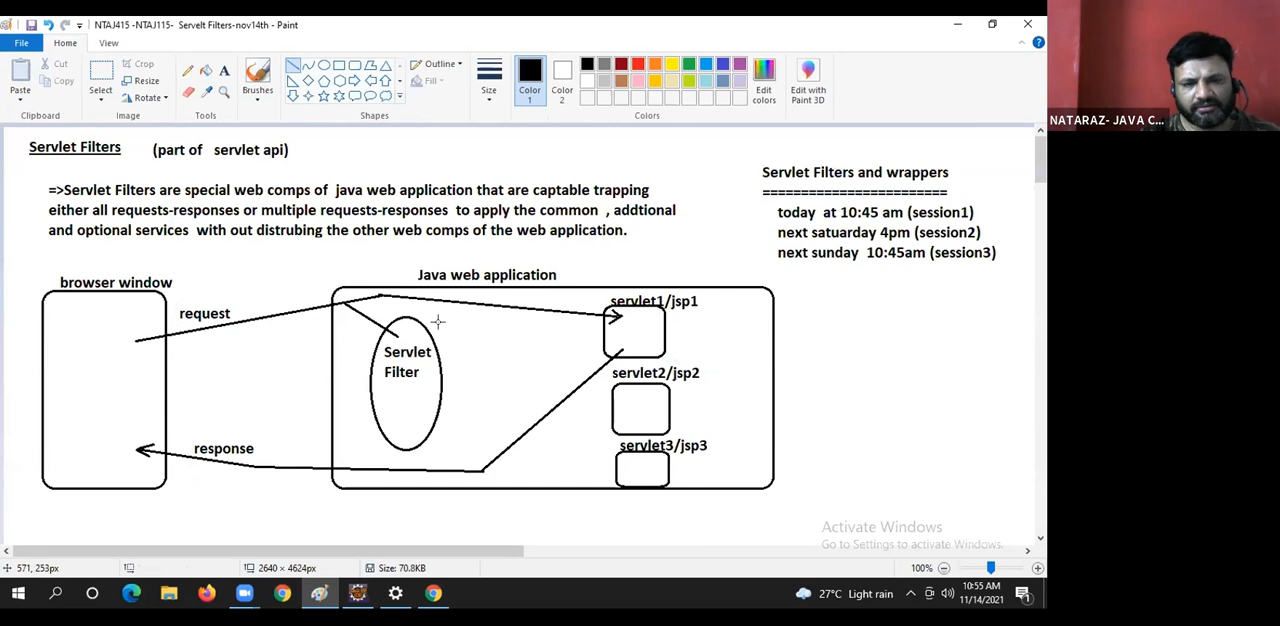 NTAJ415 -NTAJ115- Servelt Filters-nov14th - Paint
File
Home
View
Cut
Copy
Paste
Clipboard
Crop
Resize
Rotate
Select
Image
A
Tools
Brushes
Outline
Fill
Shapes
Size
Color
1
Color
2
Edit
colors
Colors
Edit with
Paint 3D
NATARAZ- JAVA C...
Servlet Filters (part of servlet api)
=>Servlet Filters are special web comps of java web application that are captable trapping
either all requests-responses or multiple requests-responses to apply the common , addtional
and optional services with out distrubing the other web comps of the web application.
Servlet Filters and wrappers
========================
today at 10:45 am (session1)
next satuarday 4pm (session2)
next sunday 10:45am (session3)
browser window
Java web application
request
servlet1/jsp1
Servlet
Filter
servlet2/jsp2
response
servlet3/jsp3
Activate Windows
Go to Settings to activate Windows.
571, 253px
2640 × 4624px
Size: 70.8KB
100%
27°C Light rain
10:55 AM
11/14/2021
1